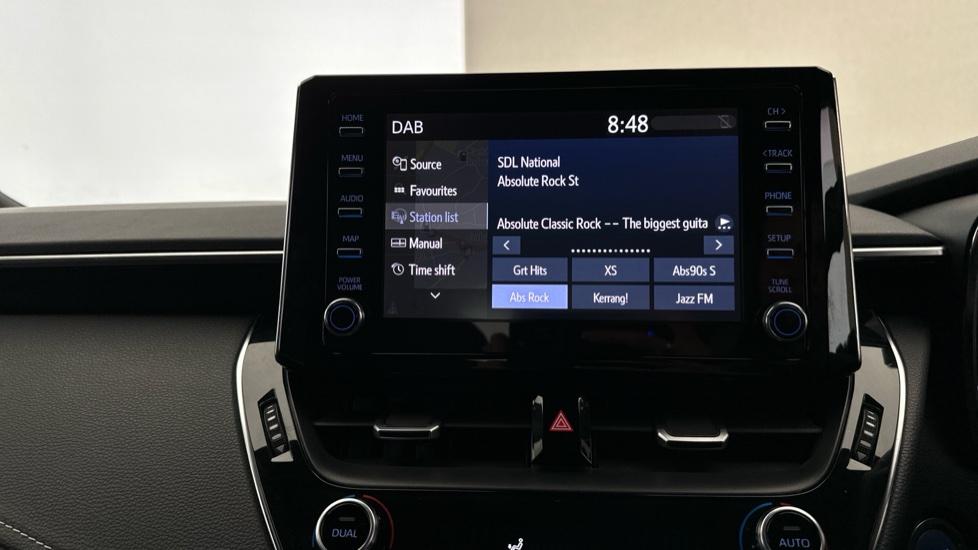 HOME
MENU
AUDIO
MAP
POWER
VOLUME
DAB
8:48
Source
Favourites
Station list
Manual
Time shift
SDL National
Absolute Rock St
Absolute Classic Rock -- The biggest guita
< >
Grt Hits XS Abs90s S
Abs Rock Kerrang! Jazz FM
CH >
< TRACK
PHONE
SETUP
TUNE
SCROLL
DUAL
AUTO